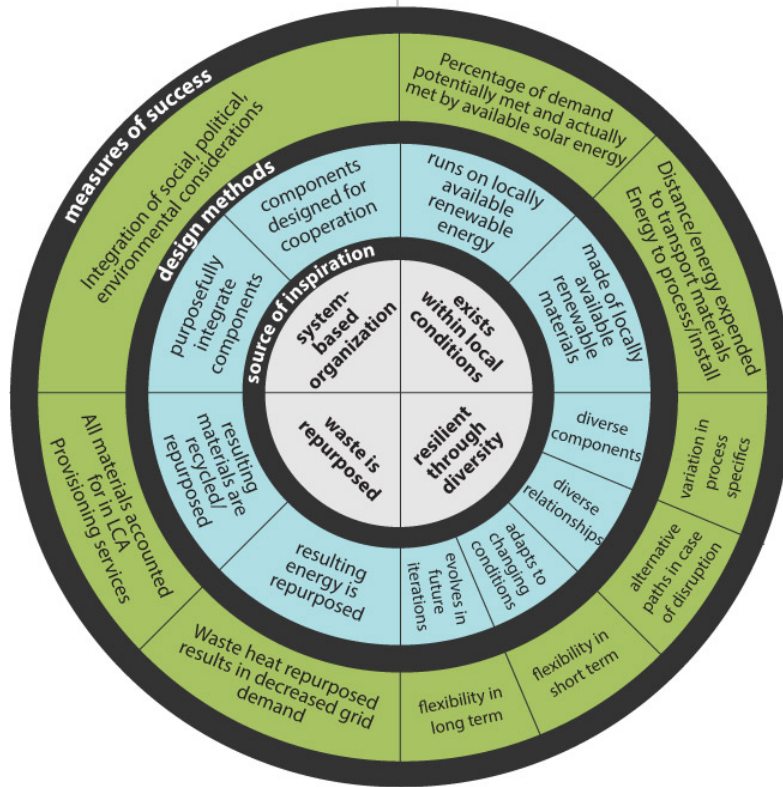 measures of success
Integration of social, political,
environmental considerations
Percentage of demand
potentially met and actually
met by available solar energy
Distance/energy expended
to transport materials
Energy to process/install
variation in
process
specifics
alternative
paths in case
of disruption
flexibility in
short term
flexibility in
long term
Waste heat repurposed
results in decreased grid
demand
All materials accounted
for in LCA
Provisioning services
design methods
purposefully
integrate
components
components
designed for
cooperation
runs on locally
available
renewable
energy
made of locally
available
renewable
materials
diverse
components
diverse
relationships
adapts to
changing
conditions
evolves in
future
iterations
resulting
energy is
repurposed
resulting
materials are
recycled/
repurposed
source of inspiration
system-
based
organization
exists
within local
conditions
resilient
through
diversity
waste is
repurposed